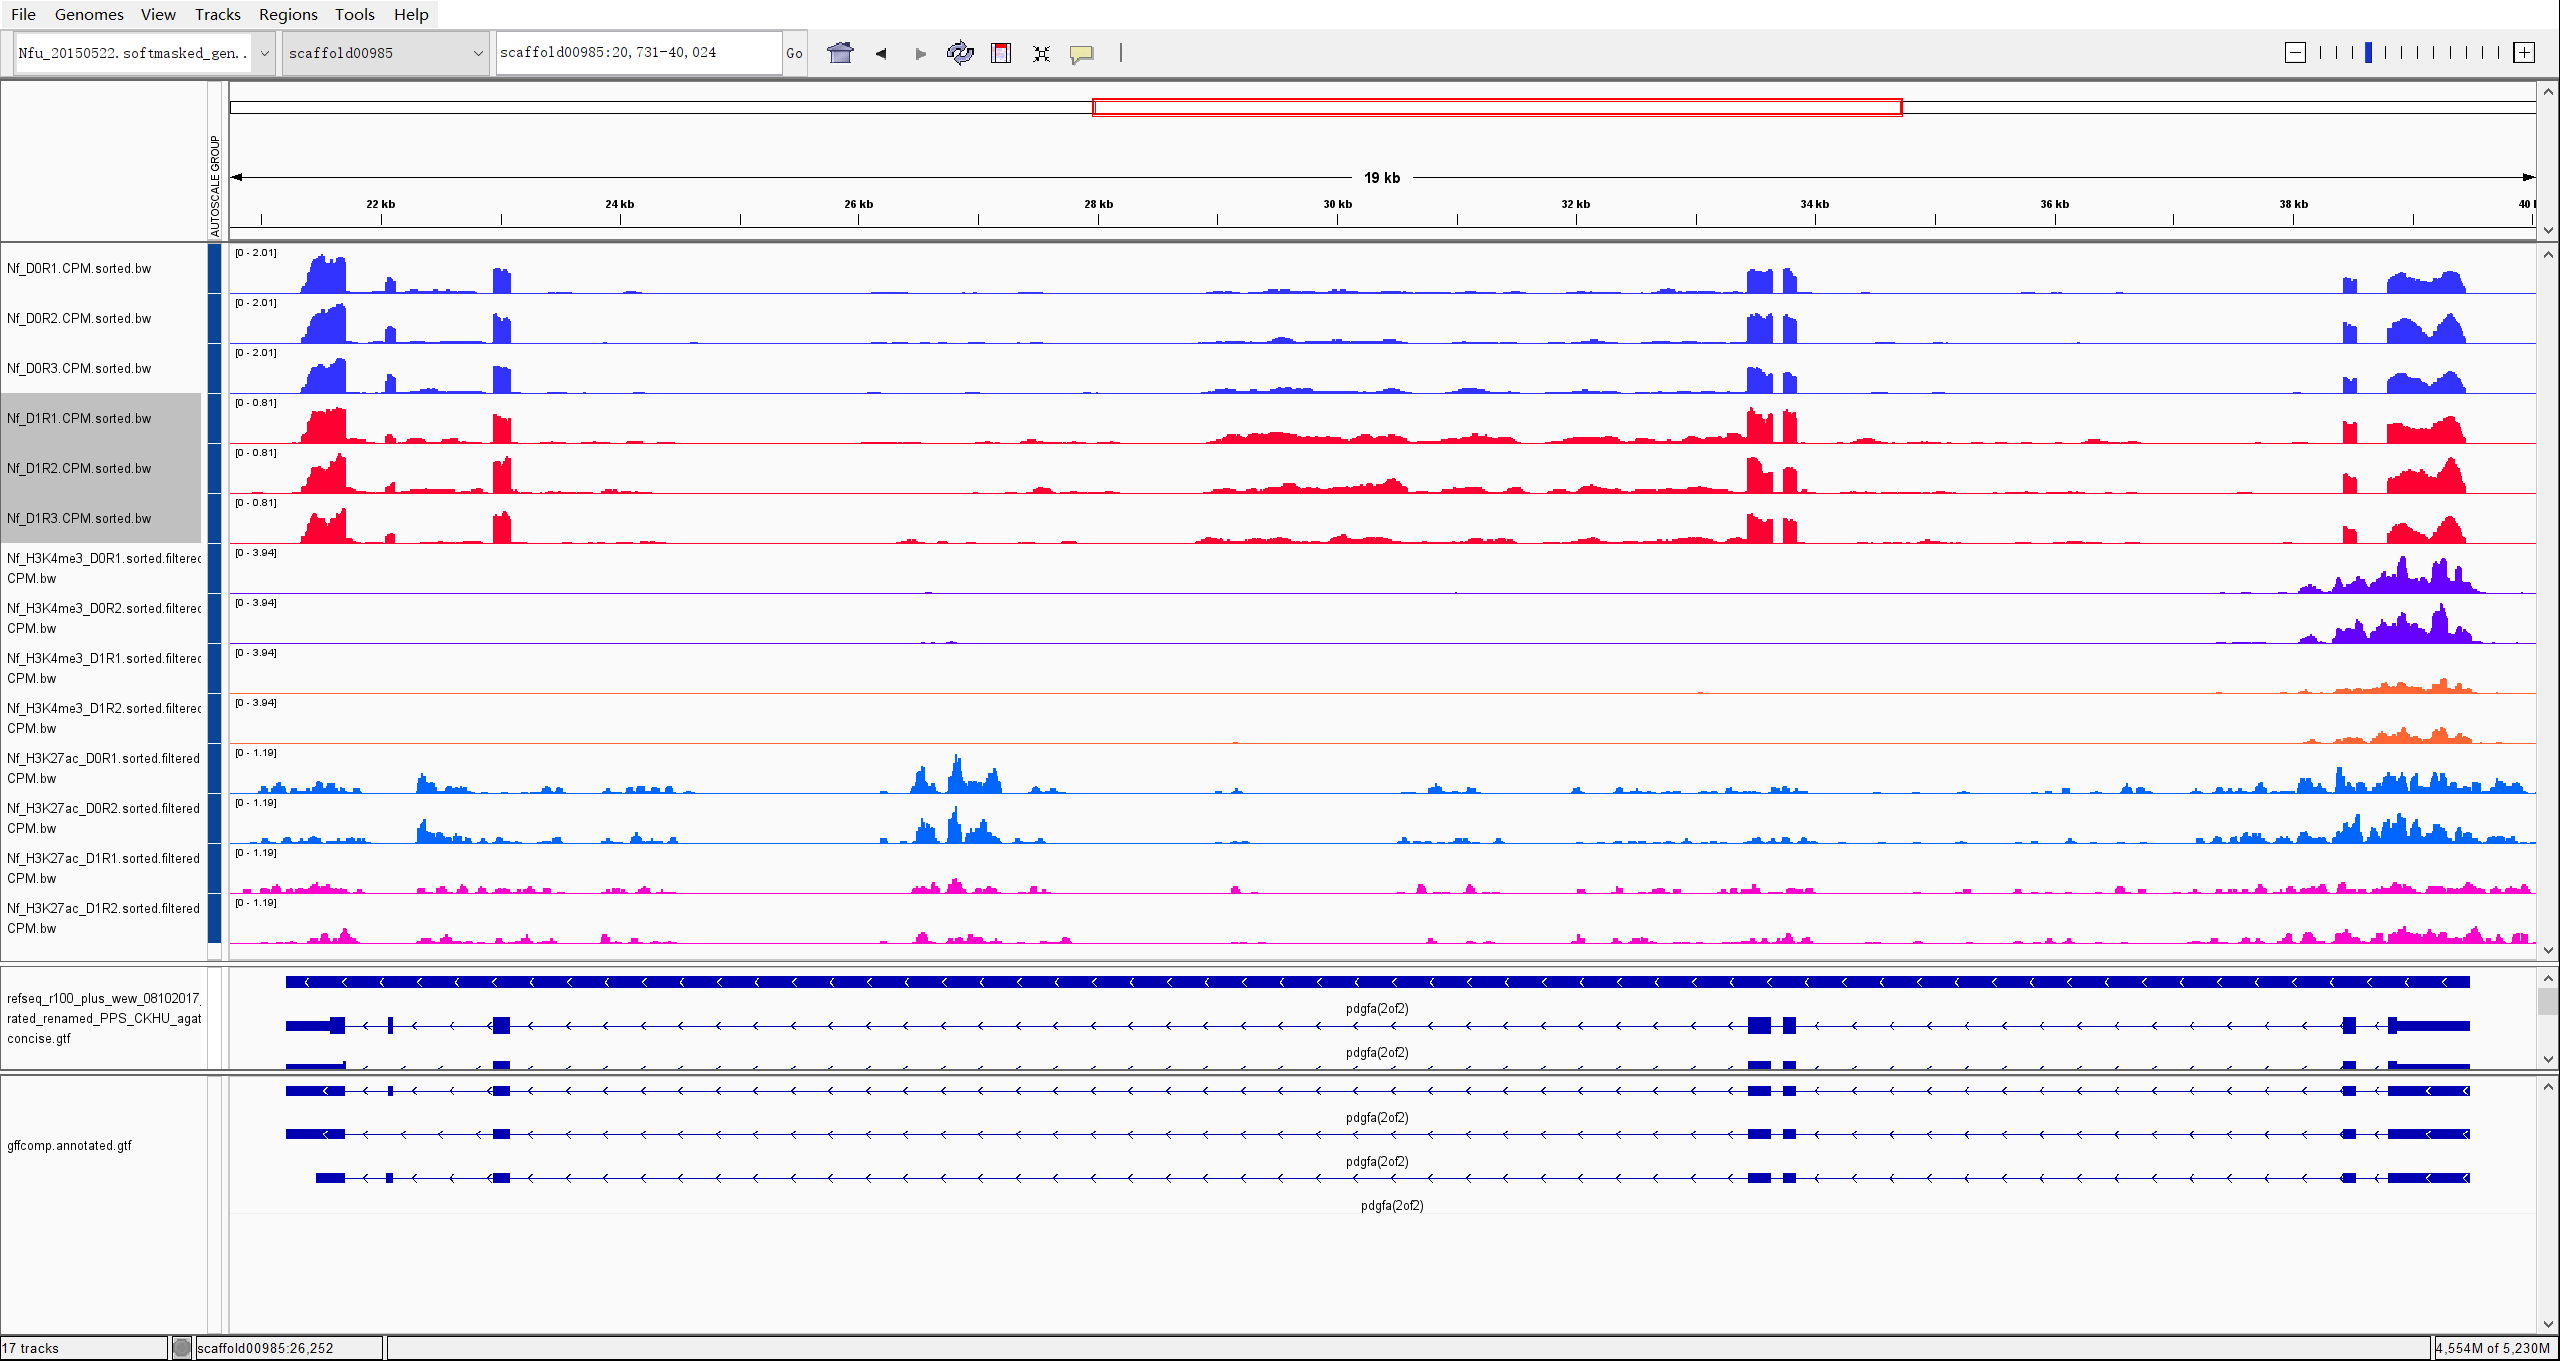 File Genomes View Tracks Regions Tools Help
Nfu_20150522.softmasked_gen.. scaffold00985 scaffold00985:20,731-40,024 Go
AUTOSCALE GROUP
19 kb
22 kb 24 kb 26 kb 28 kb 30 kb 32 kb 34 kb 36 kb 38 kb 40
[0 - 2.01]
Nf_D0R1.CPM.sorted.bw
[0 - 2.01]
Nf_D0R2.CPM.sorted.bw
[0 - 2.01]
Nf_D0R3.CPM.sorted.bw
[0 - 0.81]
Nf_D1R1.CPM.sorted.bw
[0 - 0.81]
Nf_D1R2.CPM.sorted.bw
[0 - 0.81]
Nf_D1R3.CPM.sorted.bw
[0 - 3.94]
Nf_H3K4me3_D0R1.sorted.filtered
CPM.bw
[0 - 3.94]
Nf_H3K4me3_D0R2.sorted.filtered
CPM.bw
[0 - 3.94]
Nf_H3K4me3_D1R1.sorted.filtered
CPM.bw
[0 - 3.94]
Nf_H3K4me3_D1R2.sorted.filtered
CPM.bw
[0 - 1.19]
Nf_H3K27ac_D0R1.sorted.filtered
CPM.bw
[0 - 1.19]
Nf_H3K27ac_D0R2.sorted.filtered
CPM.bw
[0 - 1.19]
Nf_H3K27ac_D1R1.sorted.filtered
CPM.bw
[0 - 1.19]
Nf_H3K27ac_D1R2.sorted.filtered
CPM.bw
refseq_r100_plus_wew_08102017_
rated_renamed_PPS_CKHU_agat
concise.gtf
pdgfa(2of2)
pdgfa(2of2)
gffcomp.annotated.gtf
pdgfa(2of2)
pdgfa(2of2)
pdgfa(2of2)
17 tracks scaffold00985:26,252 4,554M of 5,230M